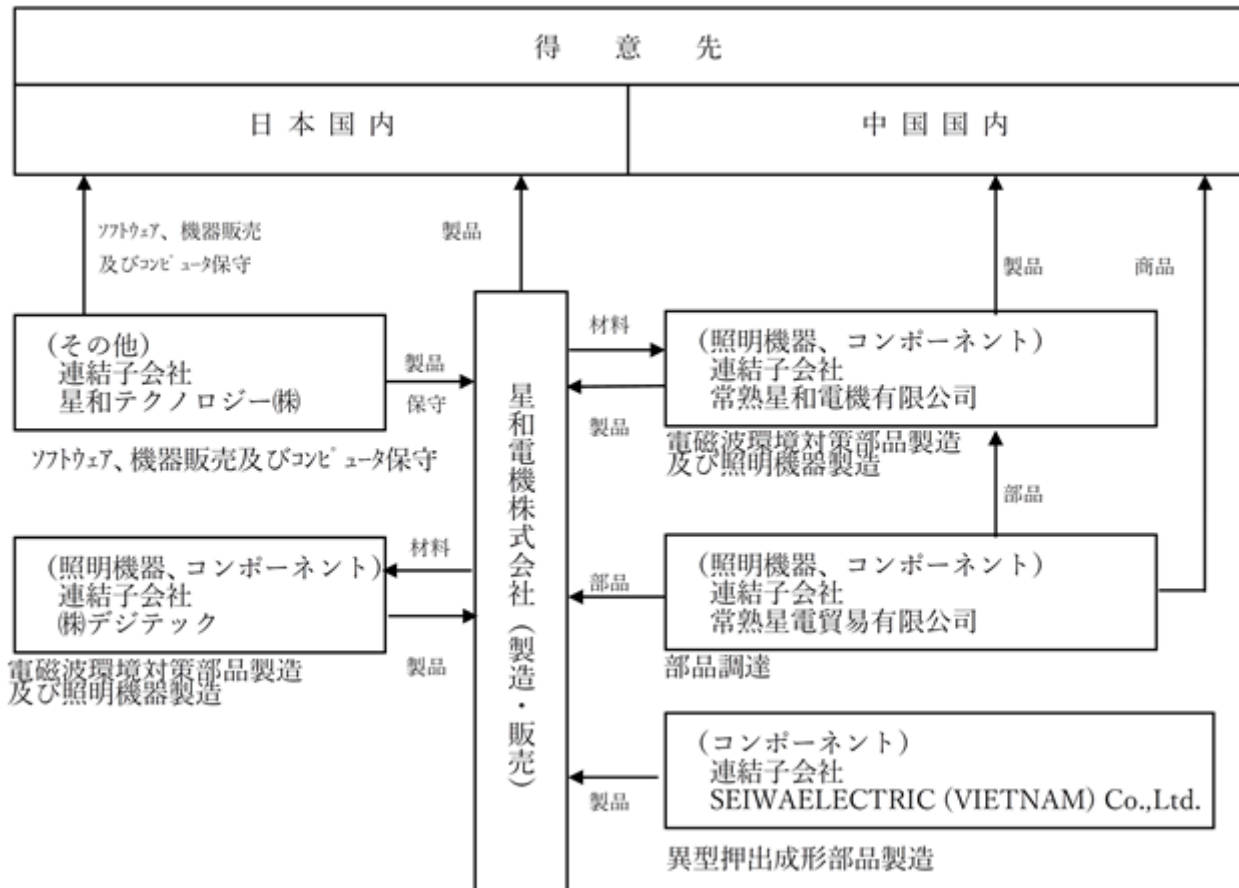 得意先
日本国内
中国国内
ｿﾌﾄｳｪｱ、機器販売
及びｺﾝﾋﾟｭｰﾀ保守
製品
製品
商品
(その他)
連結子会社
星和テクノロジー㈱
ｿﾌﾄｳｪｱ、機器販売及びｺﾝﾋﾟｭｰﾀ保守
製品
保守
(照明機器、コンポーネント)
連結子会社
㈱デジテック
電磁波環境対策部品製造
及び照明機器製造
材料
製品
星和電機株式会社(製造・販売)
材料
製品
(照明機器、コンポーネント)
連結子会社
常熟星和電機有限公司
電磁波環境対策部品製造
及び照明機器製造
部品
部品
(照明機器、コンポーネント)
連結子会社
常熟星電貿易有限公司
部品調達
製品
(コンポーネント)
連結子会社
SEIWAELECTRIC (VIETNAM) Co.,Ltd.
異型押出成形部品製造